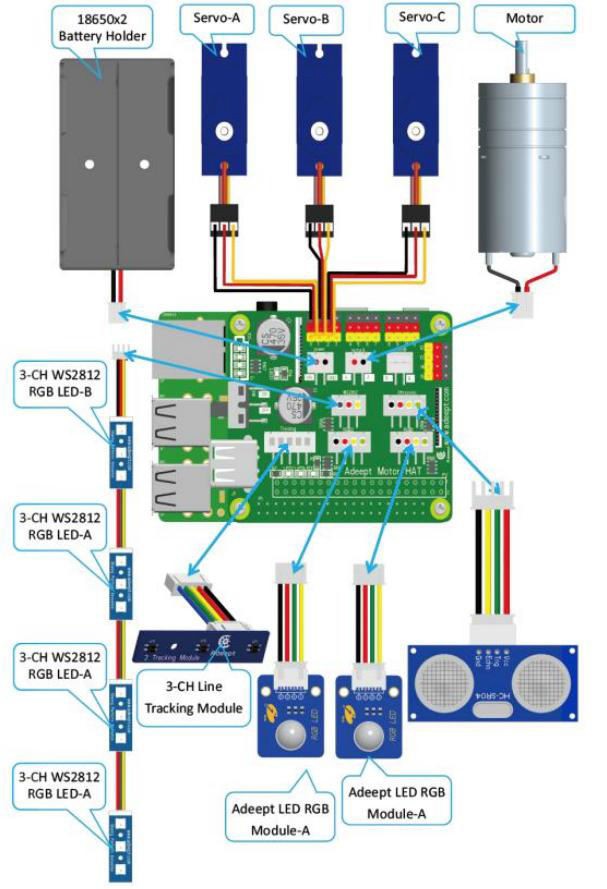 18650x2
Battery Holder
Servo-A
Servo-B
Servo-C
Motor
3-CH WS2812
RGB LED-B
Tracking
Adeept Motor HAT
www.adeept.com
3-CH WS2812
RGB LED-A
3-CH WS2812
RGB LED-A
3-CH WS2812
RGB LED-A
Tracking Module
Adeept
3-CH Line
Tracking Module
RGB LED
RGB LED
Vcc
Trig
Echo
Gnd
HC-SR04
Adeept LED RGB
Module-A
Adeept LED RGB
Module-A